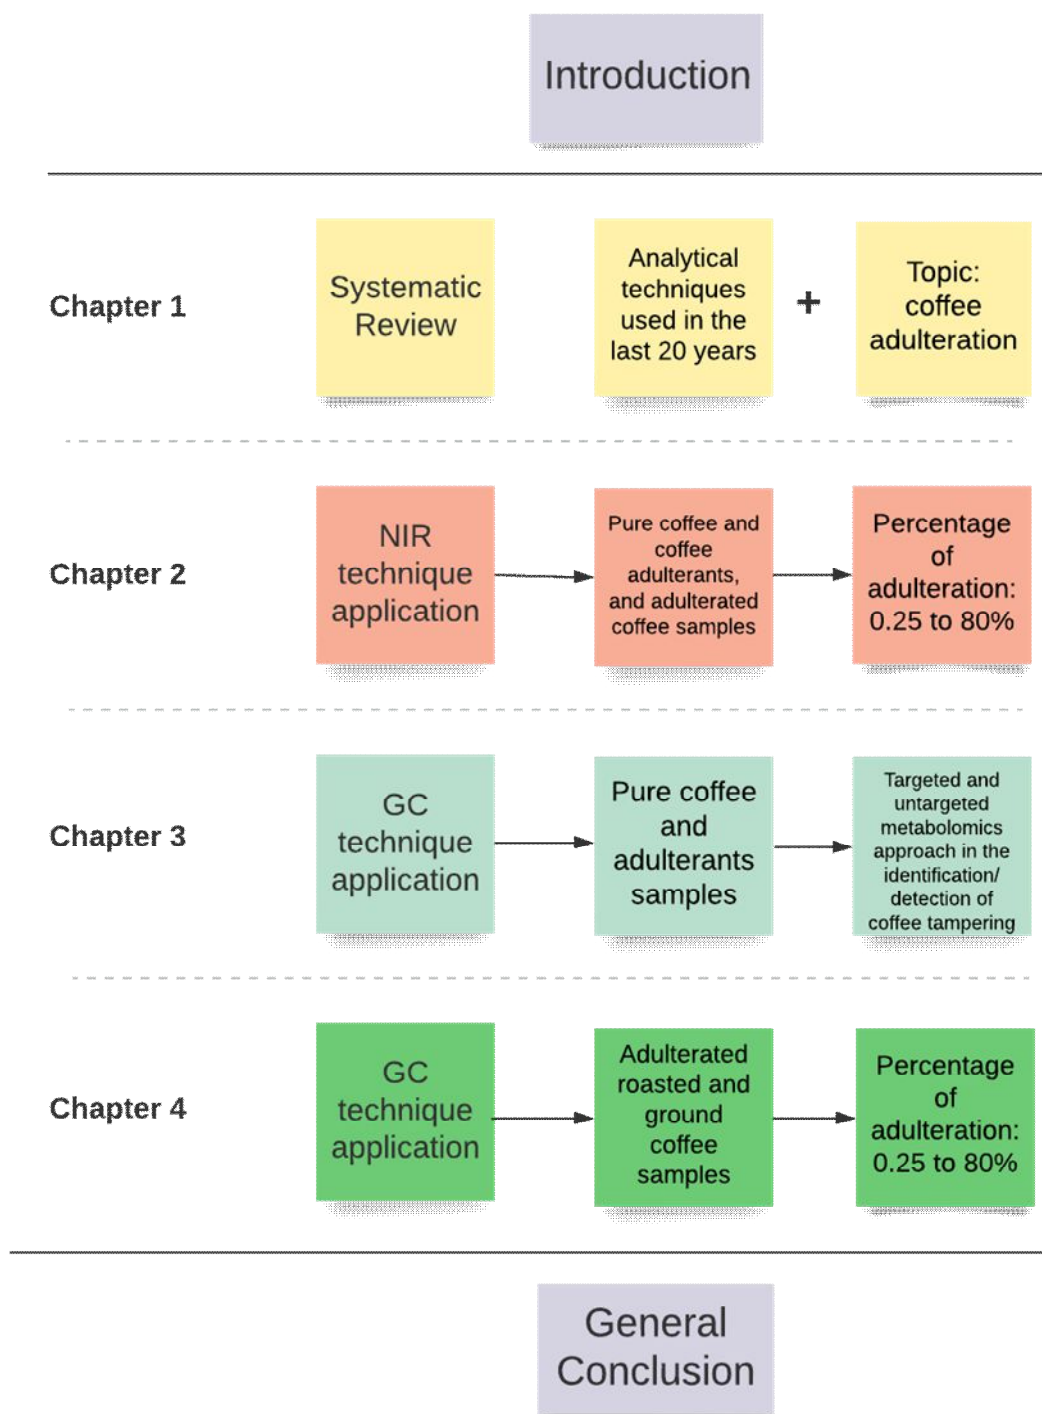 Introduction
Chapter 1
Systematic
Review
Analytical
techniques
used in the
last 20 years
+
Topic:
coffee
adulteration
Chapter 2
NIR
technique
application
Pure coffee and
coffee
adulterants,
and adulterated
coffee samples
Percentage
of
adulteration:
0.25 to 80%
Chapter 3
GC
technique
application
Pure coffee
and
adulterants
samples
Targeted and
untargeted
metabolomics
approach in the
identification/
detection of
coffee tampering
Chapter 4
GC
technique
application
Adulterated
roasted and
ground
coffee
samples
Percentage
of
adulteration:
0.25 to 80%
General
Conclusion